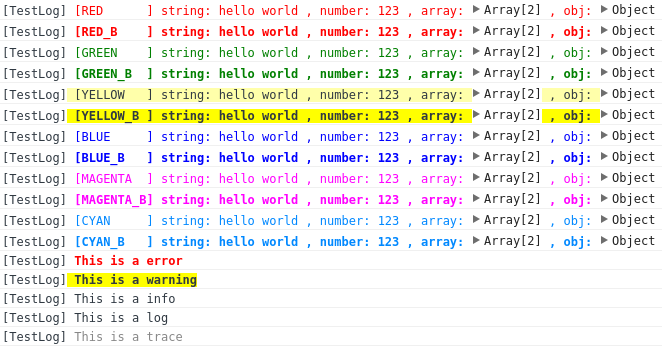 [TestLog] [RED      ] string: hello world , number: 123 , array: ▶ Array[2] , obj: ▶ Object
[TestLog] [RED_B    ] string: hello world , number: 123 , array: ▶ Array[2] , obj: ▶ Object
[TestLog] [GREEN    ] string: hello world , number: 123 , array: ▶ Array[2] , obj: ▶ Object
[TestLog] [GREEN_B  ] string: hello world , number: 123 , array: ▶ Array[2] , obj: ▶ Object
[TestLog] [YELLOW   ] string: hello world , number: 123 , array: ▶ Array[2] , obj: ▶ Object
[TestLog] [YELLOW_B ] string: hello world , number: 123 , array: ▶ Array[2] , obj: ▶ Object
[TestLog] [BLUE     ] string: hello world , number: 123 , array: ▶ Array[2] , obj: ▶ Object
[TestLog] [BLUE_B   ] string: hello world , number: 123 , array: ▶ Array[2] , obj: ▶ Object
[TestLog] [MAGENTA  ] string: hello world , number: 123 , array: ▶ Array[2] , obj: ▶ Object
[TestLog] [MAGENTA_B] string: hello world , number: 123 , array: ▶ Array[2] , obj: ▶ Object
[TestLog] [CYAN     ] string: hello world , number: 123 , array: ▶ Array[2] , obj: ▶ Object
[TestLog] [CYAN_B   ] string: hello world , number: 123 , array: ▶ Array[2] , obj: ▶ Object
[TestLog] This is a error
[TestLog] This is a warning
[TestLog] This is a info
[TestLog] This is a log
[TestLog] This is a trace